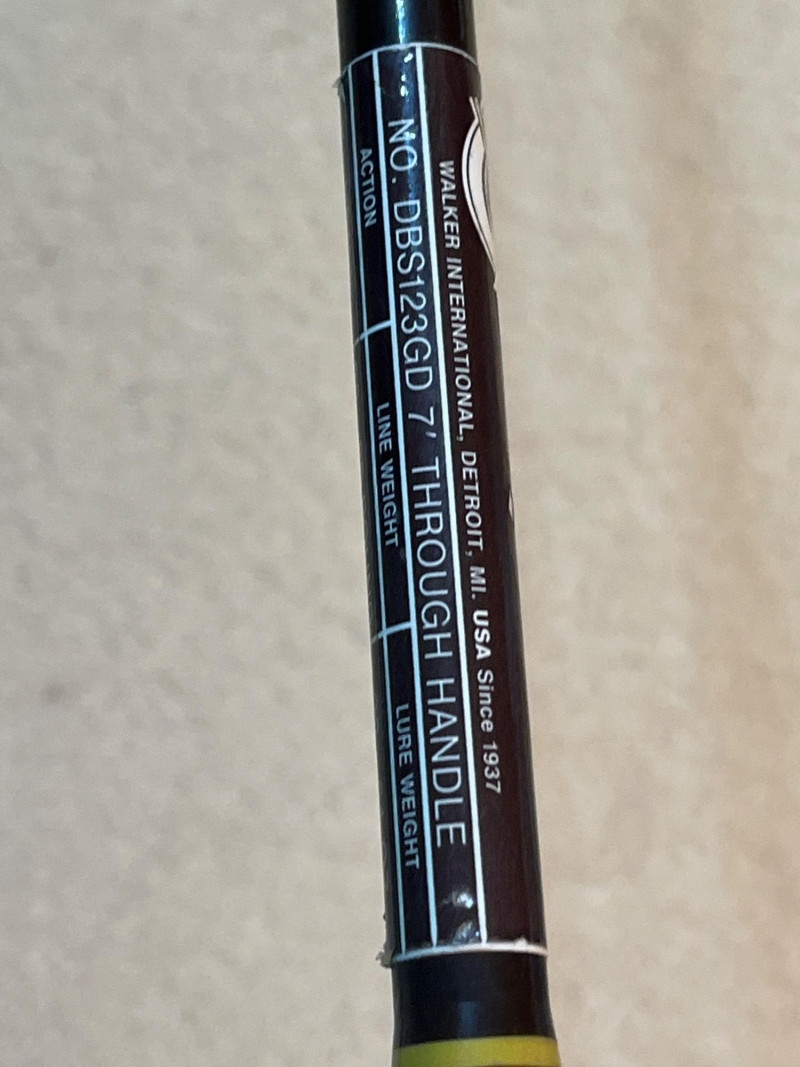 WALKER INTERNATIONAL, DETROIT, MI. USA Since 1937
NO. DBS123GD 7' THROUGH HANDLE
ACTION
LINE WEIGHT
LURE WEIGHT